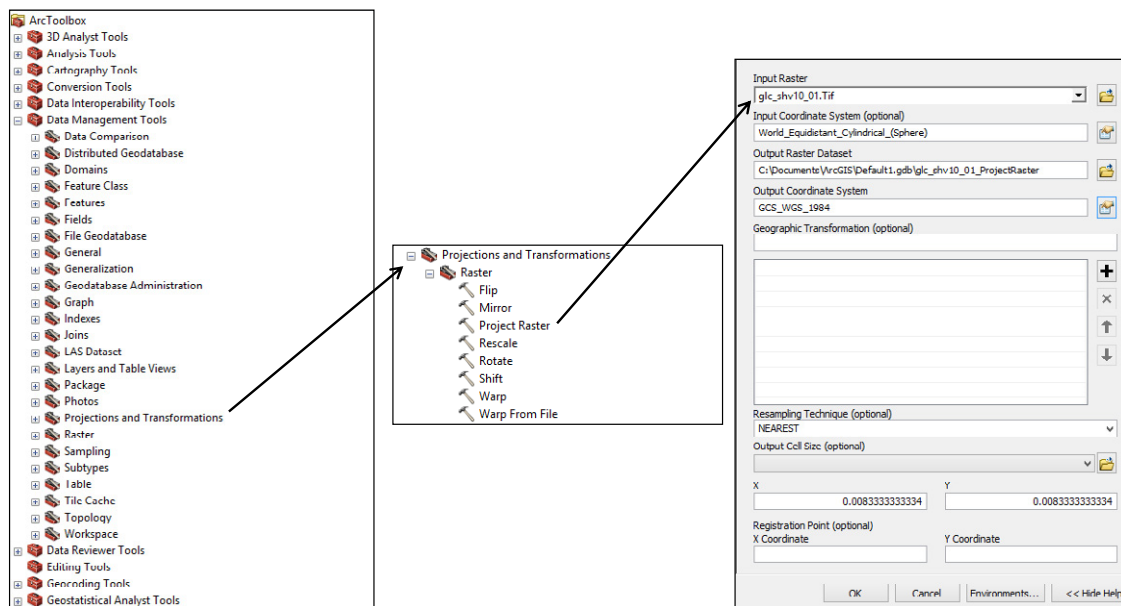 ArcToolbox
3D Analyst Tools
Analysis Tools
Cartography Tools
Conversion Tools
Data Interoperability Tools
Data Management Tools
Data Comparison
Distributed Geodatabase
Domains
Feature Class
Features
Fields
File Geodatabase
General
Generalization
Geodatabase Administration
Graph
Indexes
Joins
LAS Dataset
Layers and Table Views
Package
Photos
Projections and Transformations
Raster
Sampling
Subtypes
Table
Tile Cache
Topology
Workspace
Data Reviewer Tools
Editing Tools
Geocoding Tools
Geostatistical Analyst Tools
Projections and Transformations
Raster
Flip
Mirror
Project Raster
Rescale
Rotate
Shift
Warp
Warp From File
Input Raster
glc_shv10_01.Tif
Input Coordinate System (optional)
World_Equidistant_Cylindrical_(Sphere)
Output Raster Dataset
C:\Documents\ArcGIS\Default1.gdb\glc_shv10_01_ProjectRaster
Output Coordinate System
GCS_WGS_1984
Geographic Transformation (optional)
Resampling Technique (optional)
NEAREST
Output Cell Size (optional)
X Y
0.0083333333334 0.0083333333334
Registration Point (optional)
X Coordinate Y Coordinate
OK Cancel Environments... << Hide Help